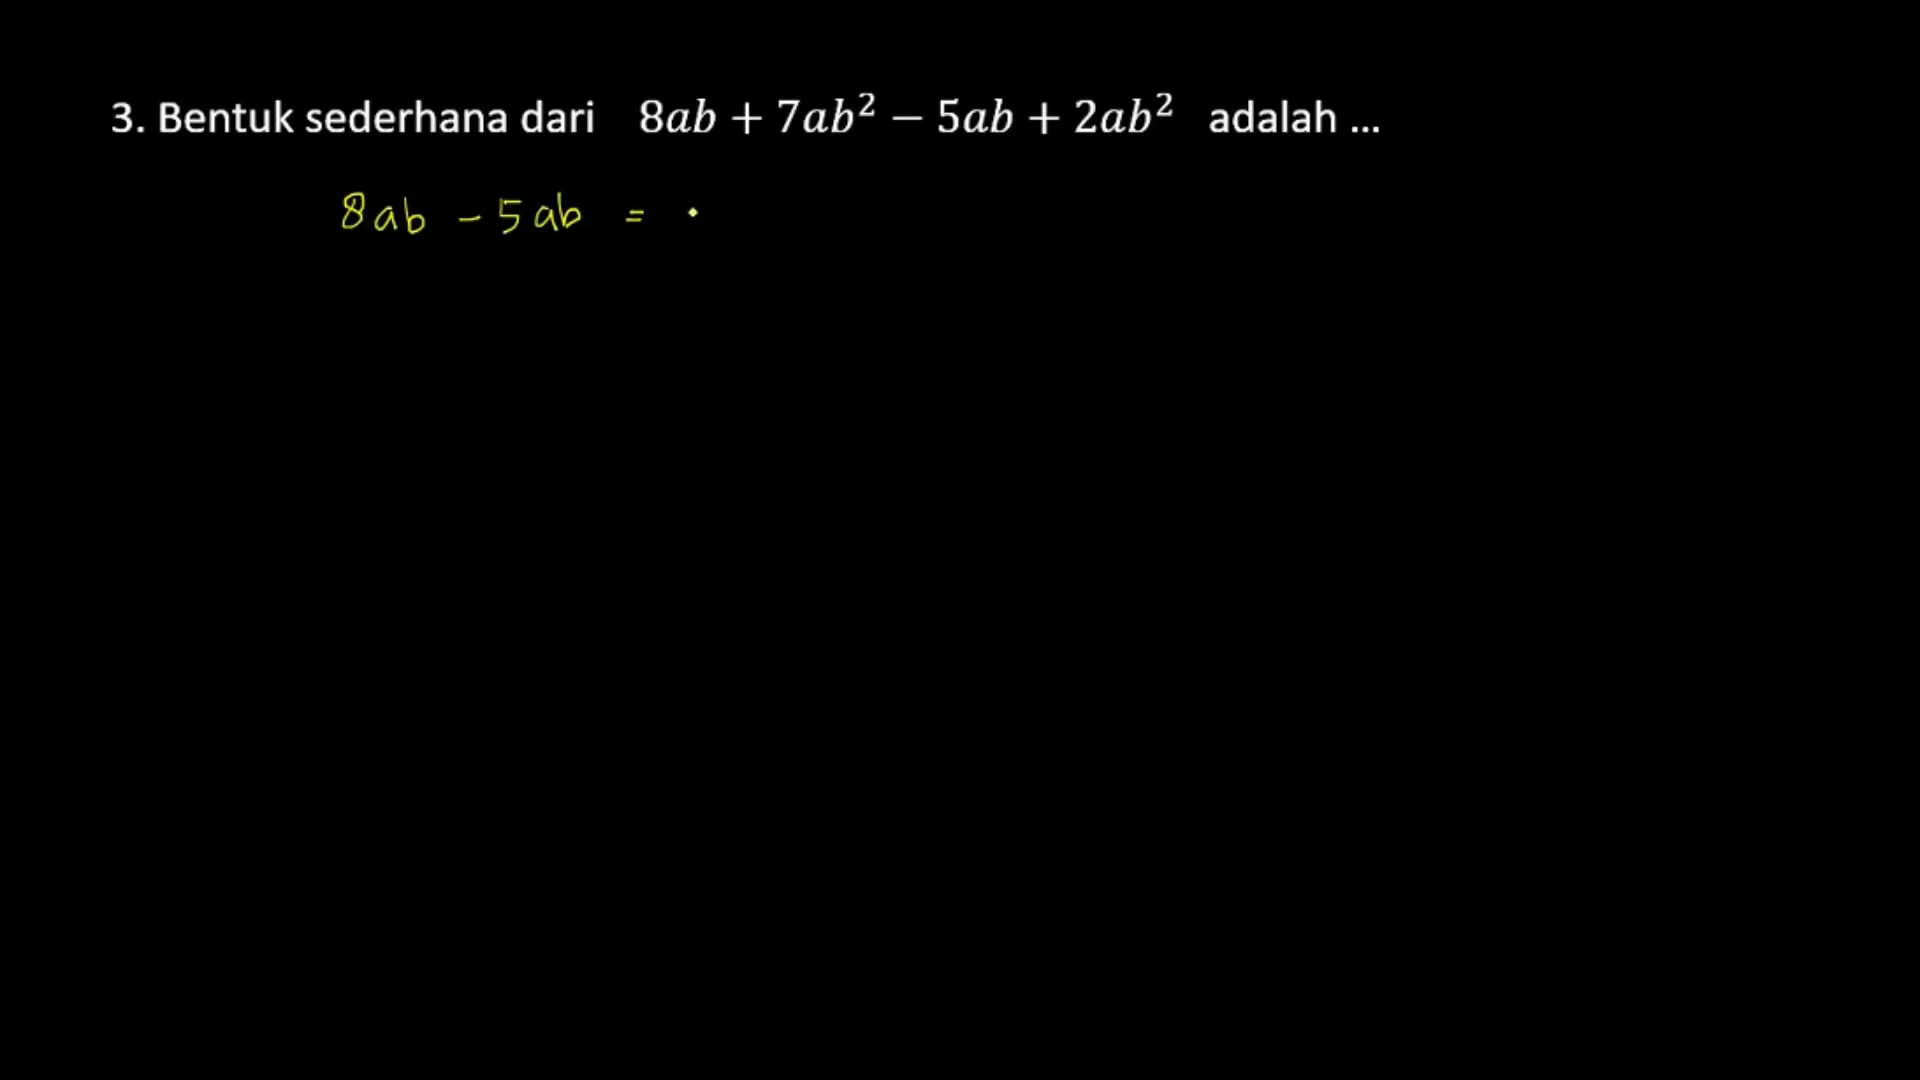 3. Bentuk sederhana dari 8ab + 7ab² − 5ab + 2ab² adalah ...
8ab − 5ab =